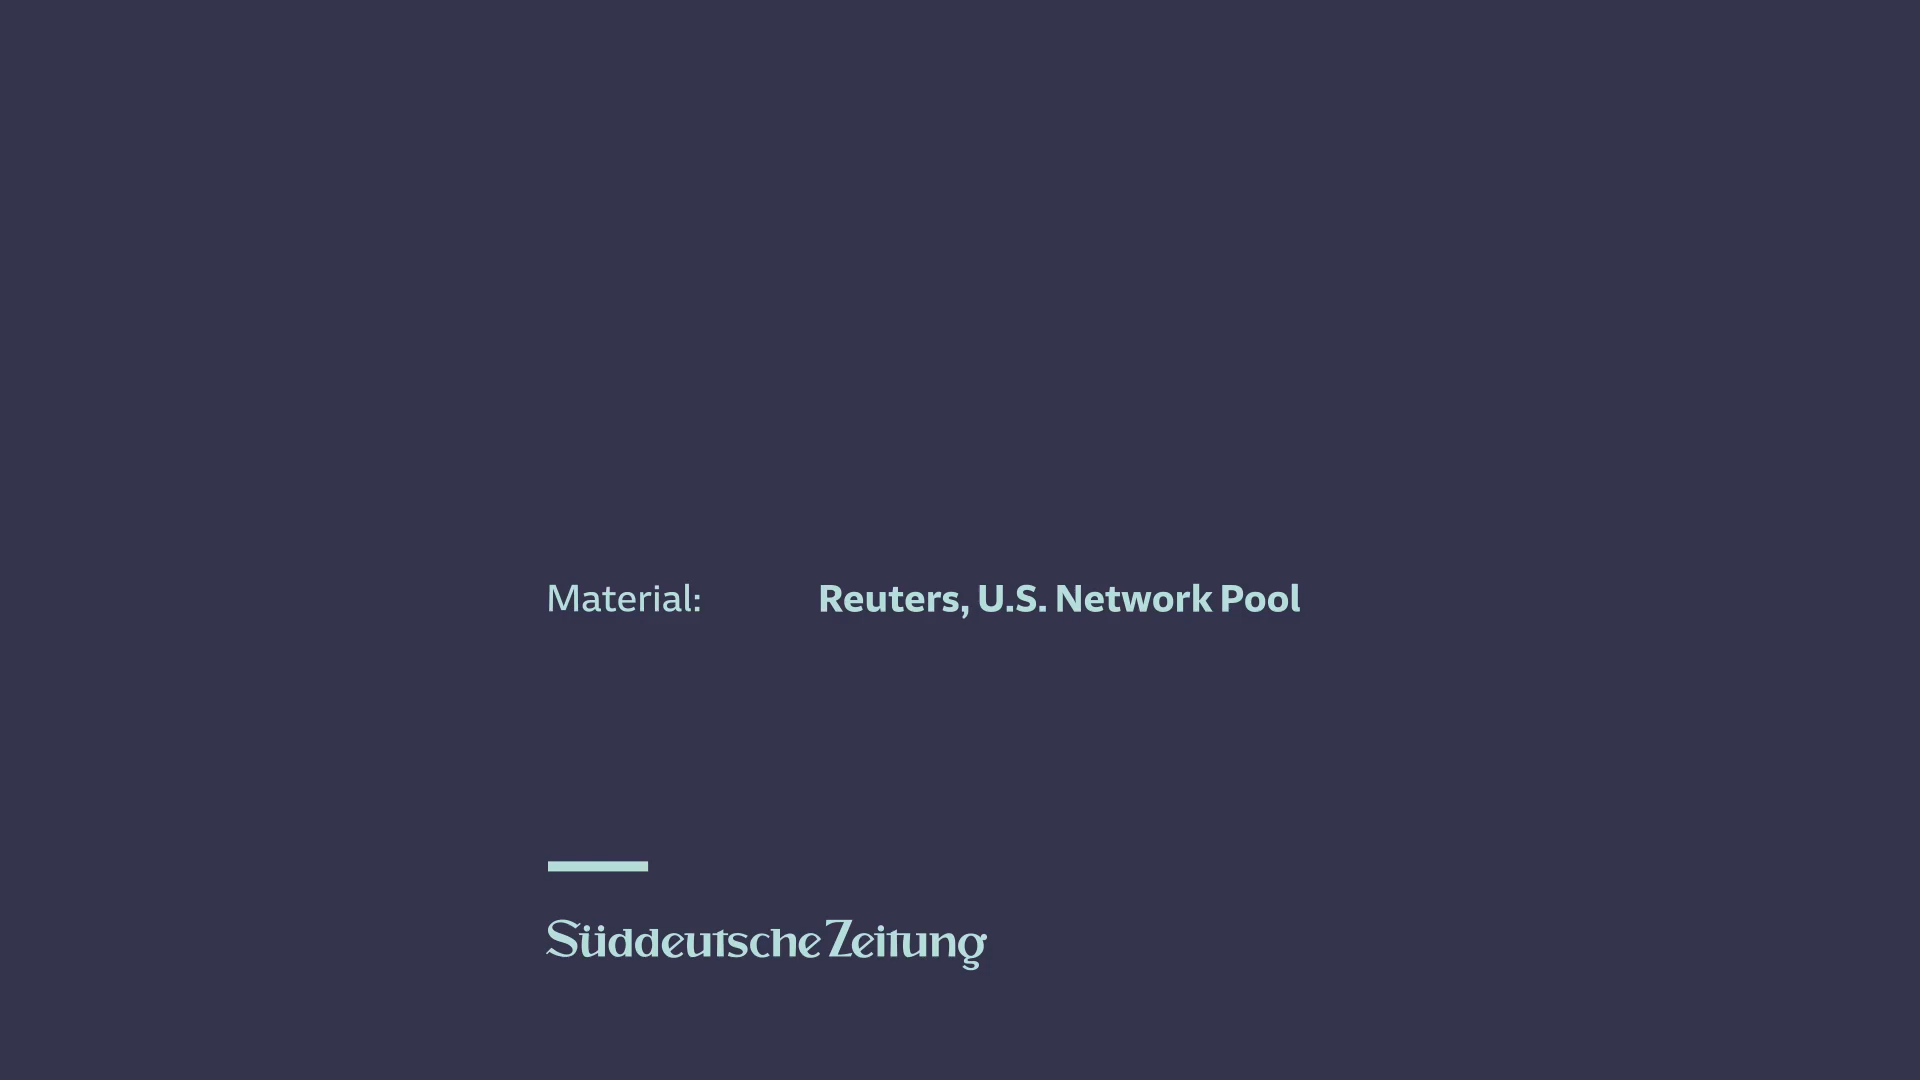 Material: Reuters, U.S. Network Pool
Süddeutsche Zeitung